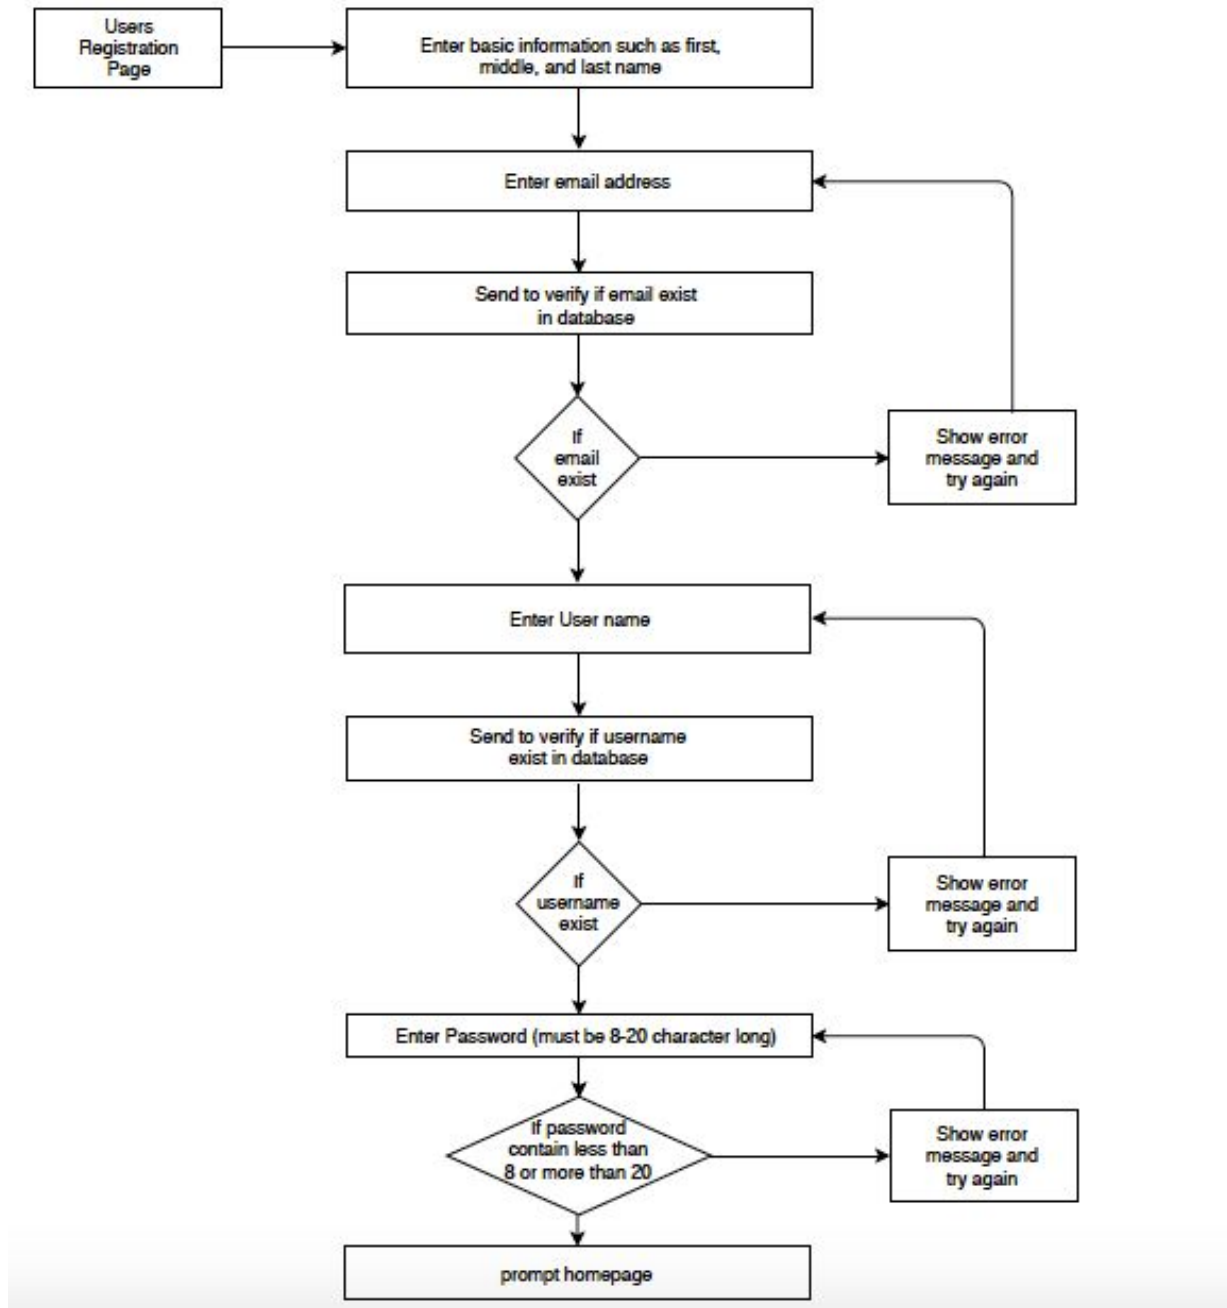 Users
Registration
Page
Enter basic information such as first,
middle, and last name
Enter email address
Send to verify if email exist
in database
If
email
exist
Show error
message and
try again
Enter User name
Send to verify if username
exist in database
If
username
exist
Show error
message and
try again
Enter Password (must be 8-20 character long)
If password
contain less than
8 or more than 20
Show error
message and
try again
prompt homepage